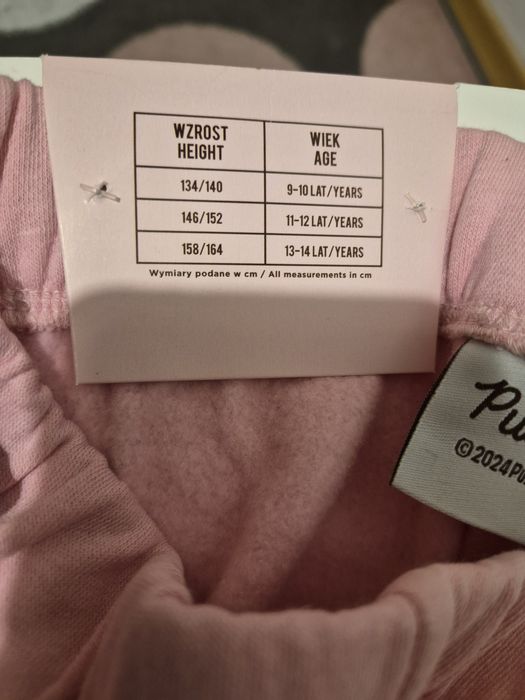 WZROST HEIGHT WIEK AGE
134/140 9-10 LAT/YEARS
146/152 11-12 LAT/YEARS
158/164 13-14 LAT/YEARS
Wymiary podane w cm / All measurements in cm
©2024